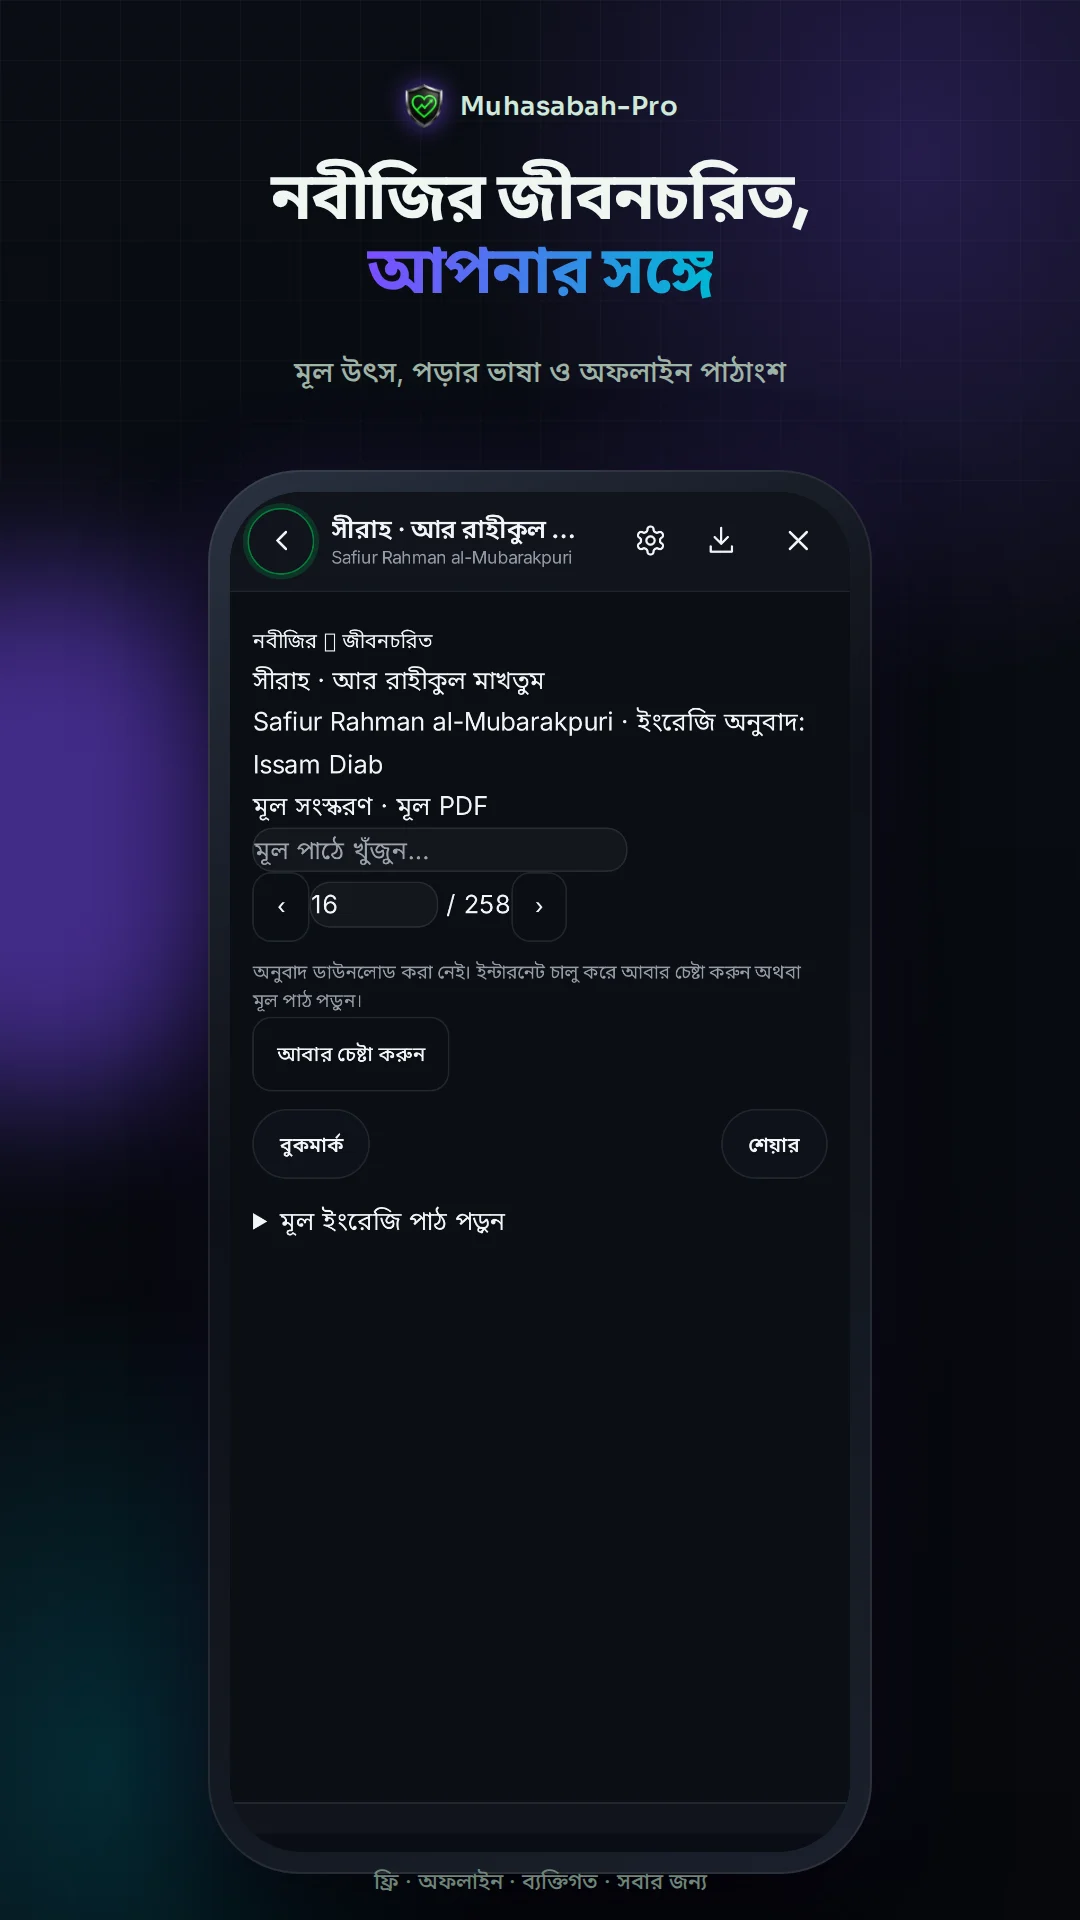 Muhasabah-Pro
নবীজির জীবনচরিত,
আপনার সঙ্গে
মূল উৎস, পড়ার ভাষা ও অফলাইন পাঠাংশ
সীরাহ · আর রাহীকুল ...
Safiur Rahman al-Mubarakpuri
নবীজির ▯ জীবনচরিত
সীরাহ · আর রাহীকুল মাখতুম
Safiur Rahman al-Mubarakpuri · ইংরেজি অনুবাদ:
Issam Diab
মূল সংস্করণ · মূল PDF
মূল পাঠে খুঁজুন...
‹ 16 / 258 ›
অনুবাদ ডাউনলোড করা নেই। ইন্টারনেট চালু করে আবার চেষ্টা করুন অথবা
মূল পাঠ পড়ুন।
আবার চেষ্টা করুন
বুকমার্ক শেয়ার
▶ মূল ইংরেজি পাঠ পড়ুন
ফ্রি · অফলাইন · ব্যক্তিগত · সবার জন্য